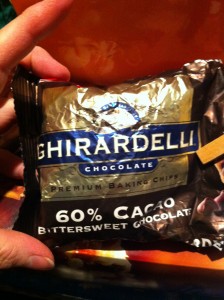 GHIRARDELLI
CHOCOLATE
PREMIUM BAKING CHIPS
60% CACAO
BITTERSWEET CHOCOLATE